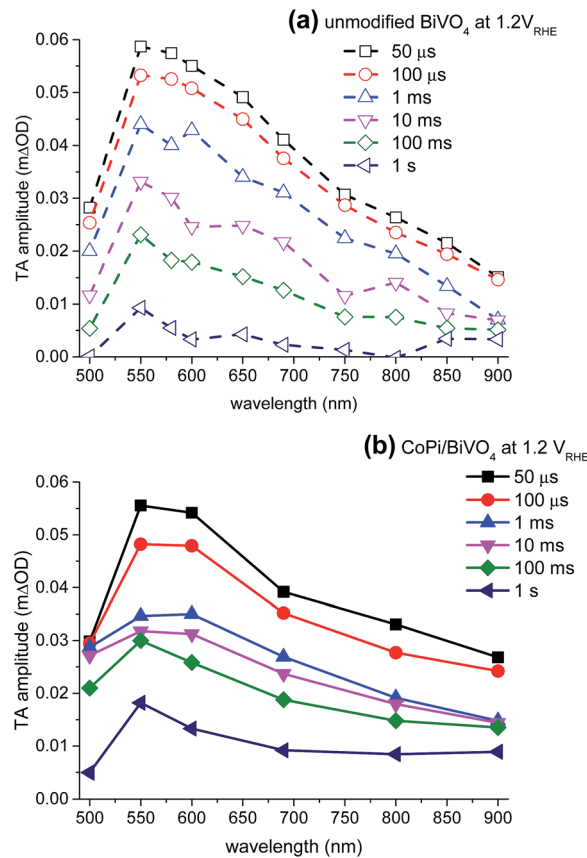 (a) unmodified BiVO4 at 1.2VRHE
50 μs
100 μs
1 ms
10 ms
100 ms
1 s
TA amplitude (mΔOD)
0.06
0.05
0.04
0.03
0.02
0.01
0.00
500 550 600 650 700 750 800 850 900
wavelength (nm)
(b) CoPi/BiVO4 at 1.2 VRHE
50 μs
100 μs
1 ms
10 ms
100 ms
1 s
TA amplitude (mΔOD)
0.06
0.05
0.04
0.03
0.02
0.01
0.00
500 550 600 650 700 750 800 850 900
wavelength (nm)